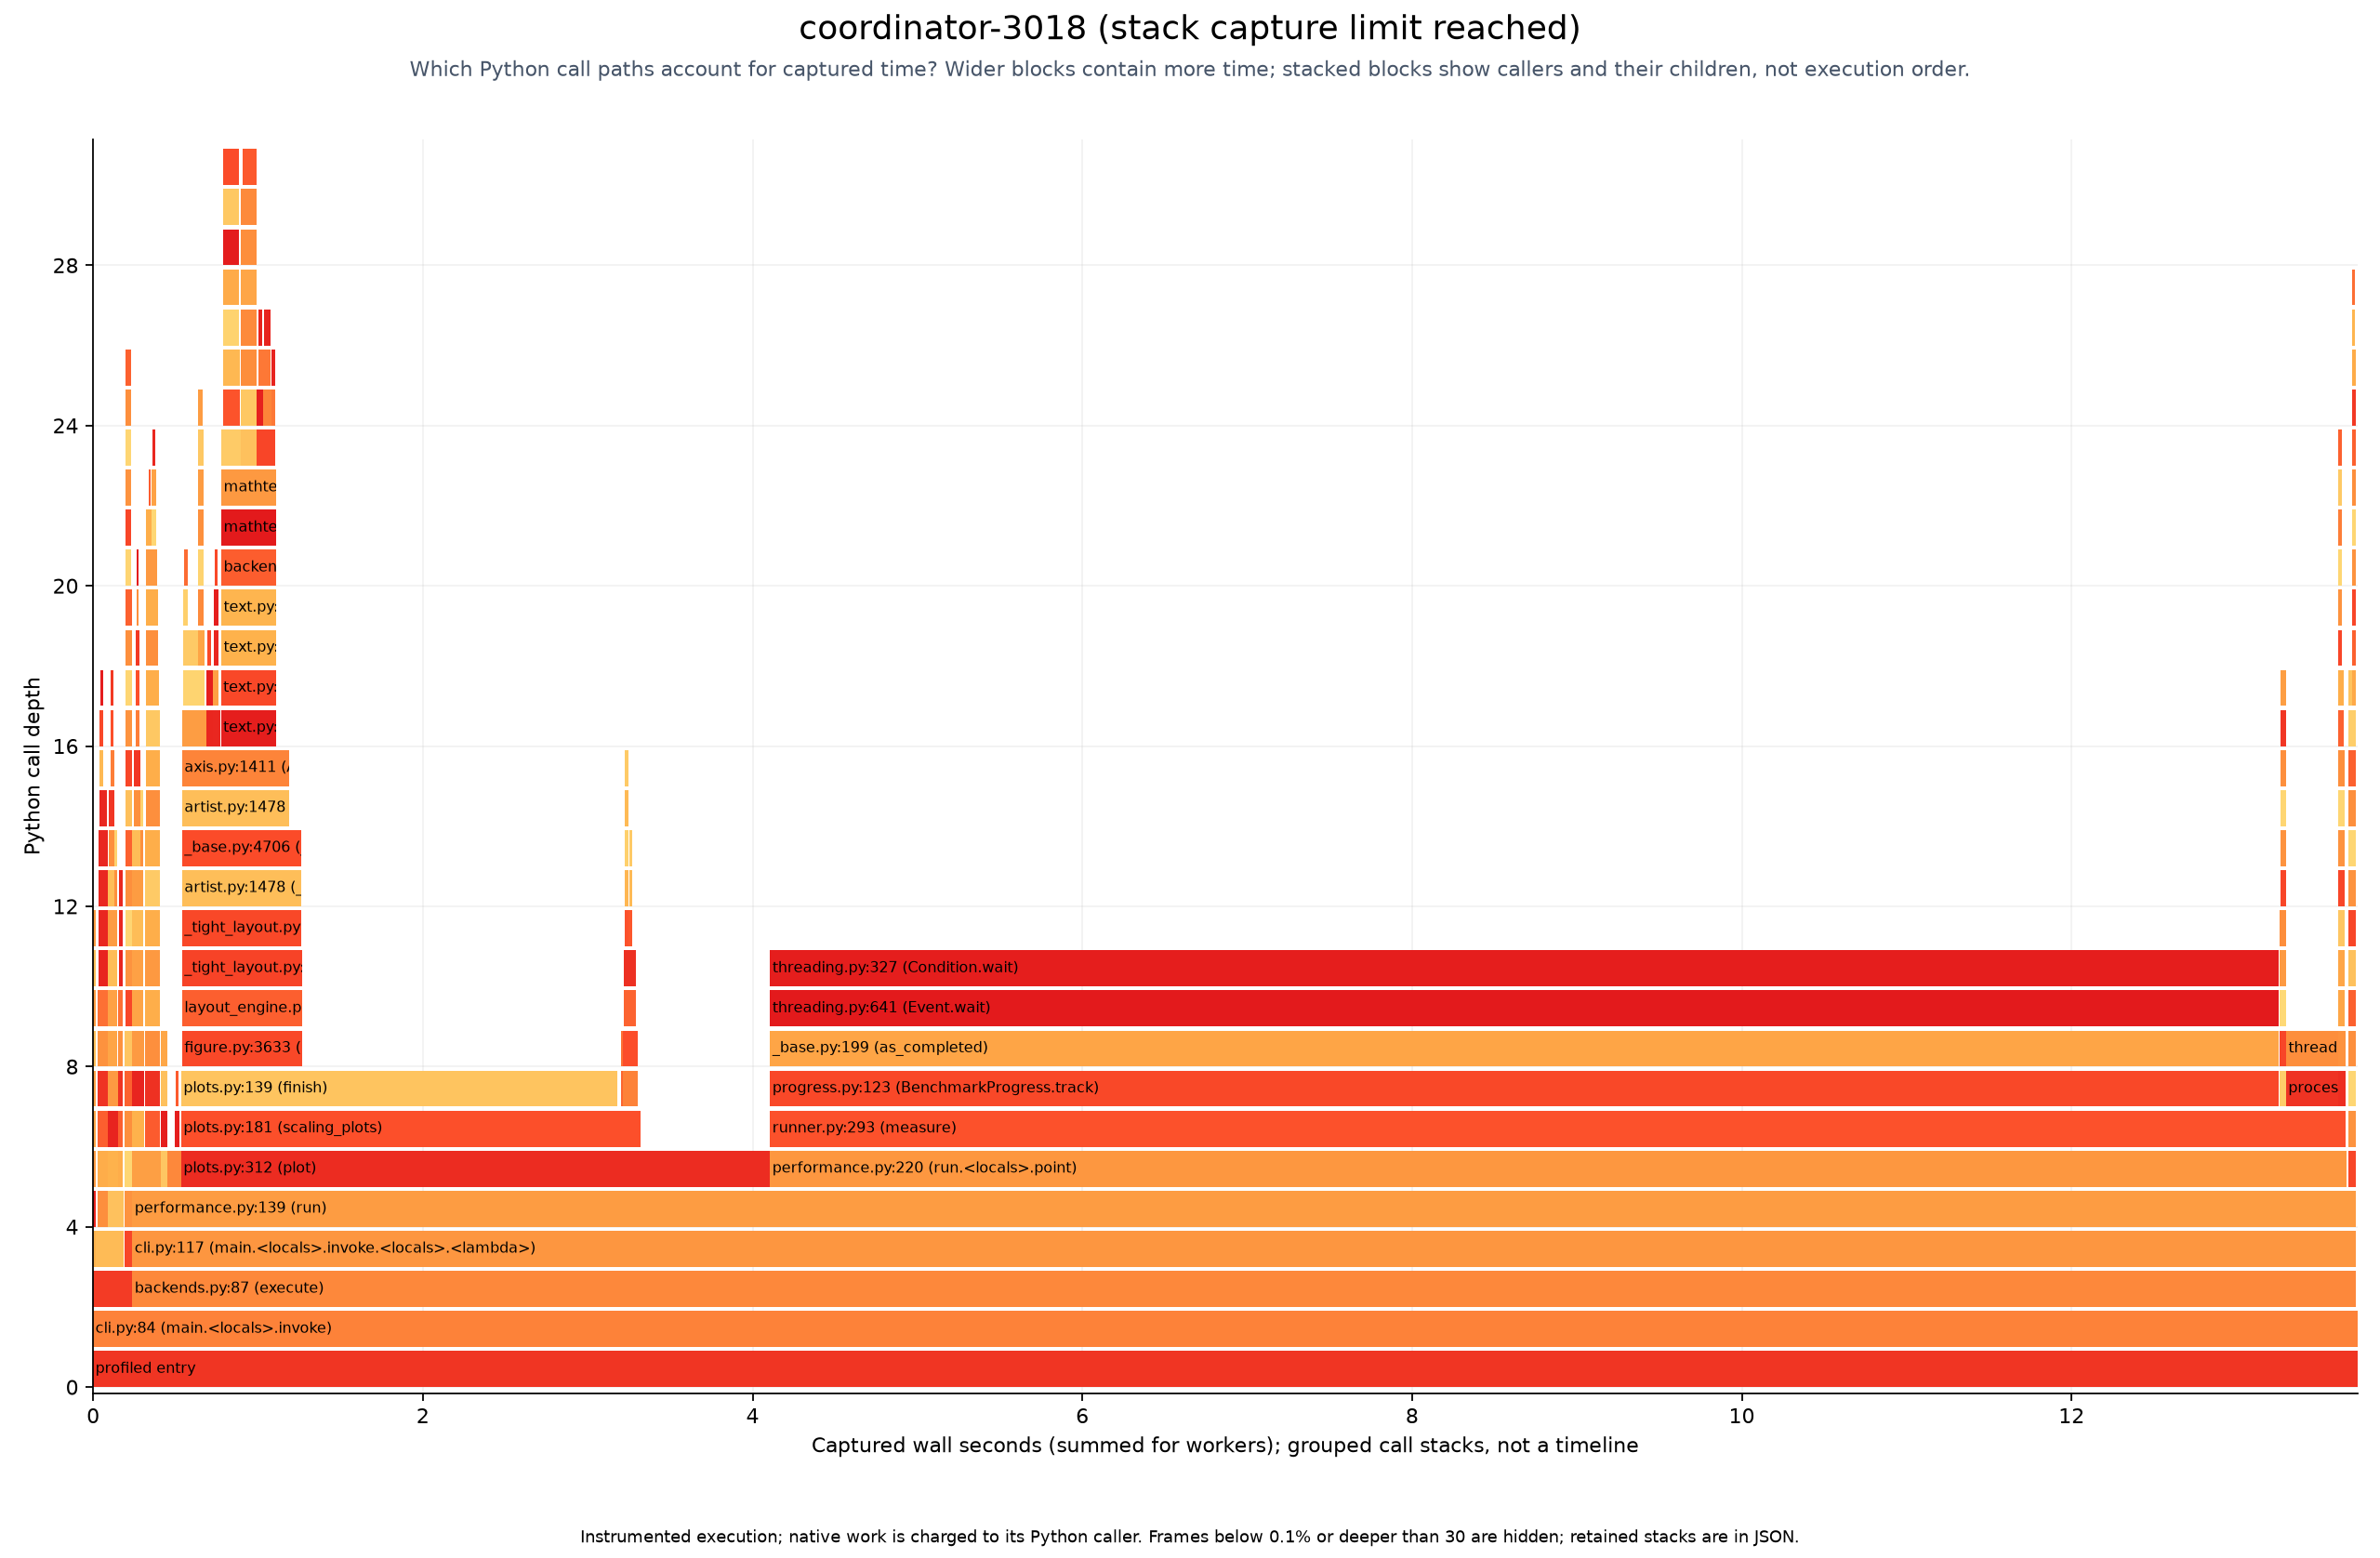 coordinator-3018 (stack capture limit reached)
Which Python call paths account for captured time? Wider blocks contain more time; stacked blocks show callers and their children, not execution order.
Python call depth
28
24
20
16
12
8
4
0
mathte
mathte
backen
text.py:
text.py:
text.py:
text.py:
axis.py:1411 (
artist.py:1478
_base.py:4706 (
artist.py:1478 (_
_tight_layout.py
_tight_layout.py:
layout_engine.p
figure.py:3633 (
plots.py:139 (finish)
plots.py:181 (scaling_plots)
plots.py:312 (plot)
threading.py:327 (Condition.wait)
threading.py:641 (Event.wait)
_base.py:199 (as_completed)
thread
progress.py:123 (BenchmarkProgress.track)
proces
runner.py:293 (measure)
performance.py:220 (run.<locals>.point)
performance.py:139 (run)
cli.py:117 (main.<locals>.invoke.<locals>.<lambda>)
backends.py:87 (execute)
cli.py:84 (main.<locals>.invoke)
profiled entry
0 2 4 6 8 10 12
Captured wall seconds (summed for workers); grouped call stacks, not a timeline
Instrumented execution; native work is charged to its Python caller. Frames below 0.1% or deeper than 30 are hidden; retained stacks are in JSON.